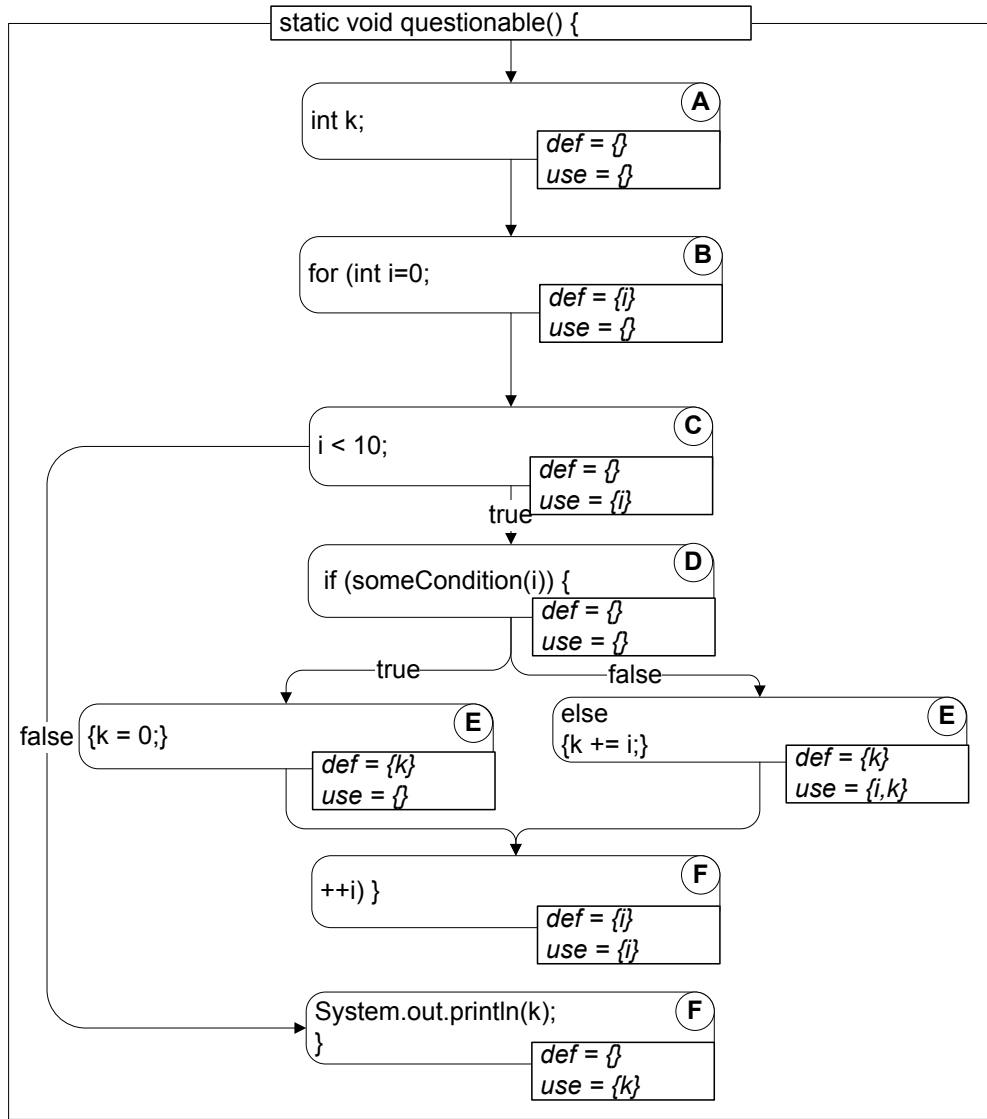 static void questionable() {
A
int k;
def = {}
use = {}
B
for (int i=0;
def = {i}
use = {}
C
i < 10;
def = {}
use = {i}
true
D
if (someCondition(i)) {
def = {}
use = {}
true
false
false
E
{k = 0;}
def = {k}
use = {}
E
else
{k += i;}
def = {k}
use = {i,k}
F
++i) }
def = {i}
use = {i}
F
System.out.println(k);
}
def = {}
use = {k}